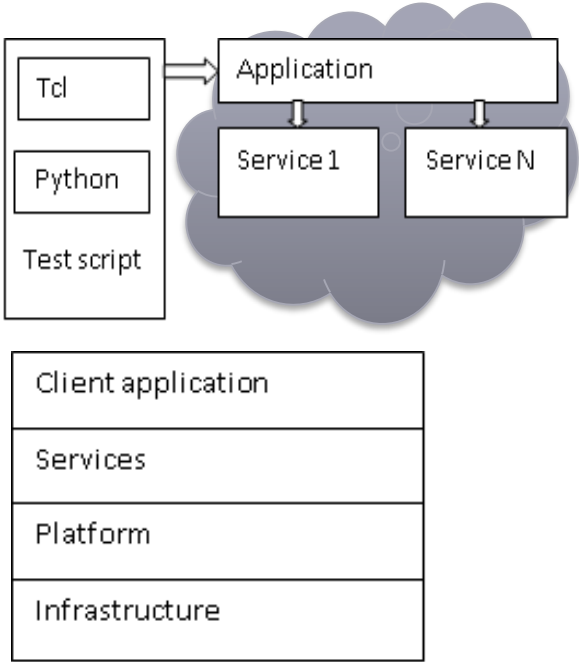 Tcl
Python
Test script
Application
Service 1
Service N
Client application
Services
Platform
Infrastructure